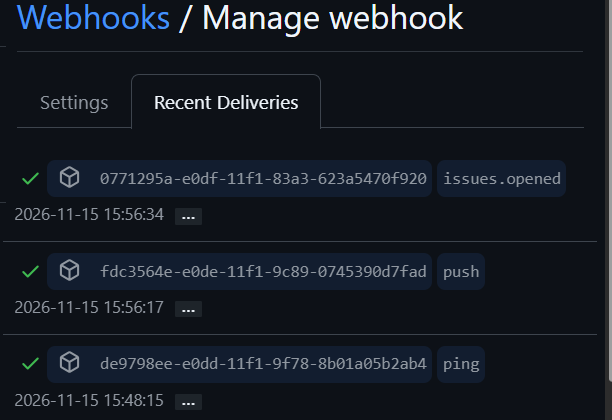 Webhooks / Manage webhook
Settings
Recent Deliveries
0771295a-e0df-11f1-83a3-623a5470f920 issues.opened
2026-11-15 15:56:34 ...
fdc3564e-e0de-11f1-9c89-0745390d7fad push
2026-11-15 15:56:17 ...
de9798ee-e0dd-11f1-9f78-8b01a05b2ab4 ping
2026-11-15 15:48:15 ...